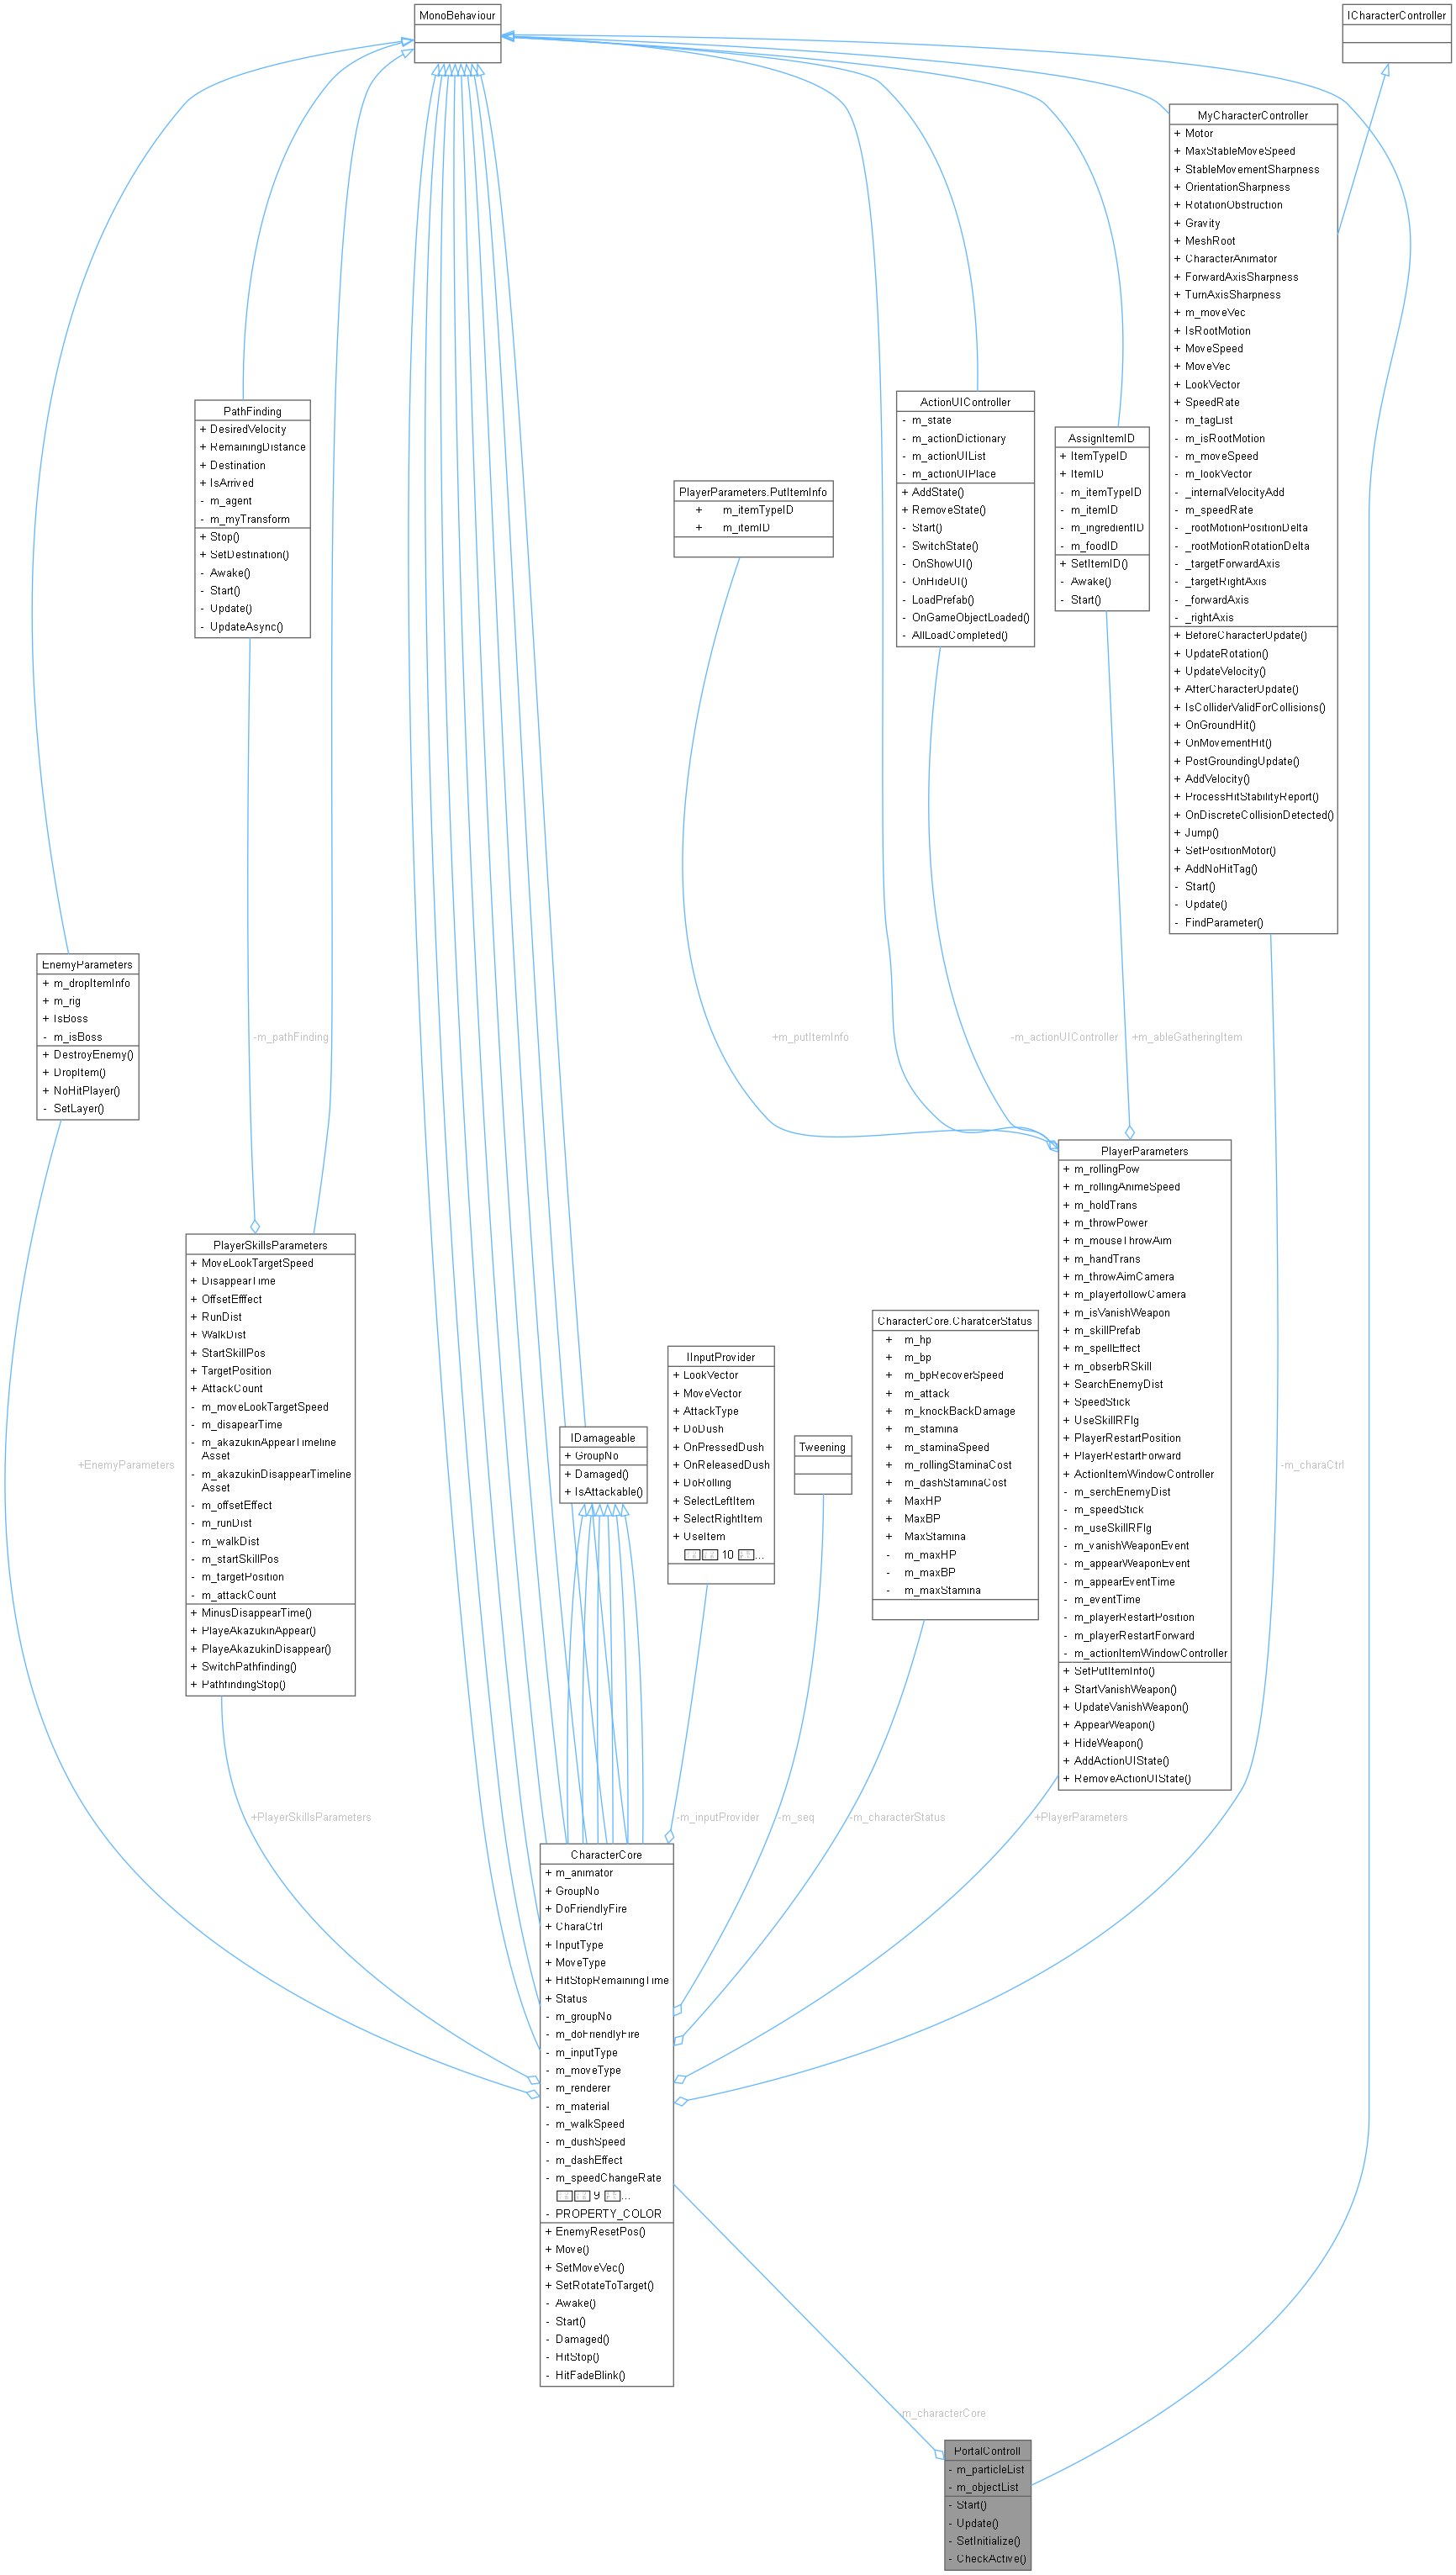 MonoBehaviour
ICharacterController
MyCharacterController
+ Motor
+ MaxStableMoveSpeed
+ StableMovementSharpness
+ OrientationSharpness
+ RotationObstruction
+ Gravity
+ MeshRoot
+ CharacterAnimator
+ ForwardAxisSharpness
+ TurnAxisSharpness
+ m_moveVec
+ IsRootMotion
+ MoveSpeed
+ MoveVec
+ LookVector
+ SpeedRate
- m_tagList
- m_isRootMotion
- m_moveSpeed
- m_lookVector
- _internalVelocityAdd
- m_speedRate
- _rootMotionPositionDelta
- _rootMotionRotationDelta
- _targetForwardAxis
- _targetRightAxis
- _forwardAxis
- _rightAxis
+ BeforeCharacterUpdate()
+ UpdateRotation()
+ UpdateVelocity()
+ AfterCharacterUpdate()
+ IsColliderValidForCollisions()
+ OnGroundHit()
+ OnMovementHit()
+ PostGroundingUpdate()
+ AddVelocity()
+ ProcessHitStabilityReport()
+ OnDiscreteCollisionDetected()
+ Jump()
+ SetPositionMotor()
+ AddNoHitTag()
- Start()
- Update()
- FindParameter()
PathFinding
+ DesiredVelocity
+ RemainingDistance
+ Destination
+ IsArrived
- m_agent
- m_myTransform
+ Stop()
+ SetDestination()
- Awake()
- Start()
- Update()
- UpdateAsync()
ActionUIController
- m_state
- m_actionDictionary
- m_actionUIList
- m_actionUIPlace
+ AddState()
+ RemoveState()
- Start()
- SwitchState()
- OnShowUI()
- OnHideUI()
- LoadPrefab()
- OnGameObjectLoaded()
- AllLoadCompleted()
AssignItemID
+ ItemTypeID
+ ItemID
- m_itemTypeID
- m_itemID
- m_ingredientID
- m_foodID
+ SetItemID()
- Awake()
- Start()
PlayerParameters.PutItemInfo
+ m_itemTypeID
+ m_itemID
EnemyParameters
+ m_dropItemInfo
+ m_rig
+ IsBoss
- m_isBoss
+ DestroyEnemy()
+ DropItem()
+ NoHitPlayer()
- SetLayer()
-m_pathFinding
+m_putItemInfo
-m_actionUIController
+m_ableGatheringItem
PlayerParameters
+ m_rollingPow
+ m_rollingAnimeSpeed
+ m_holdTrans
+ m_throwPower
+ m_mouseThrowAim
+ m_handTrans
+ m_throwAimCamera
+ m_playerfollowCamera
+ m_isVanishWeapon
+ m_skillPrefab
+ m_spellEffect
+ m_obserbRSkill
+ SearchEnemyDist
+ SpeedStick
+ UseSkillRFlg
+ PlayerRestartPosition
+ PlayerRestartForward
+ ActionItemWindowController
- m_serchEnemyDist
- m_speedStick
- m_useSkillRFlg
- m_vanishWeaponEvent
- m_appearWeaponEvent
- m_appearEventTime
- m_eventTime
- m_playerRestartPosition
- m_playerRestartForward
- m_actionItemWindowController
+ SetPutItemInfo()
+ StartVanishWeapon()
+ UpdateVanishWeapon()
+ AppearWeapon()
+ HideWeapon()
+ AddActionUIState()
+ RemoveActionUIState()
PlayerSkillsParameters
+ MoveLookTargetSpeed
+ DisappearTime
+ OffsetEfffect
+ RunDist
+ WalkDist
+ StartSkillPos
+ TargetPosition
+ AttackCount
- m_moveLookTargetSpeed
- m_disapearTime
- m_akazukinAppearTimeline
Asset
- m_akazukinDisappearTimeline
Asset
- m_offsetEffect
- m_runDist
- m_walkDist
- m_startSkillPos
- m_targetPosition
- m_attackCount
+ MinusDisappearTime()
+ PlayeAkazukinAppear()
+ PlayeAkazukinDisappear()
+ SwitchPathfinding()
+ PathfindingStop()
CharacterCore.CharatcerStatus
+ m_hp
+ m_bp
+ m_bpRecoverSpeed
+ m_attack
+ m_knockBackDamage
+ m_stamina
+ m_staminaSpeed
+ m_rollingStaminaCost
+ m_dashStaminaCost
+ MaxHP
+ MaxBP
+ MaxStamina
- m_maxHP
- m_maxBP
- m_maxStamina
IInputProvider
+ LookVector
+ MoveVector
+ AttackType
+ DoDush
+ OnPressedDush
+ OnReleasedDush
+ DoRolling
+ SelectLeftItem
+ SelectRightItem
+ UseItem
10 ...
IDamageable
+ GroupNo
+ Damaged()
+ IsAttackable()
Tweening
+EnemyParameters
-m_charaCtrl
+PlayerSkillsParameters
-m_inputProvider
-m_seq
-m_characterStatus
+PlayerParameters
CharacterCore
+ m_animator
+ GroupNo
+ DoFriendlyFire
+ CharaCtrl
+ InputType
+ MoveType
+ HitStopRemainingTime
+ Status
- m_groupNo
- m_doFriendlyFire
- m_inputType
- m_moveType
- m_renderer
- m_material
- m_walkSpeed
- m_dushSpeed
- m_dashEffect
- m_speedChangeRate
9 ...
- PROPERTY_COLOR
+ EnemyResetPos()
+ Move()
+ SetMoveVec()
+ SetRotateToTarget()
- Awake()
- Start()
- Damaged()
- HitStop()
- HitFadeBlink()
-m_characterCore
PortalControll
- m_particleList
- m_objectList
- Start()
- Update()
- SetInitialize()
- CheckActive()